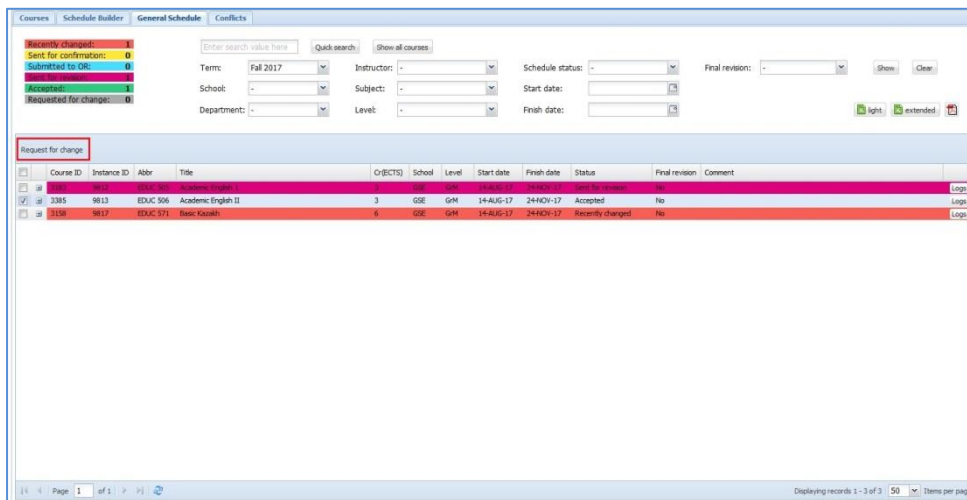 Courses Schedule Builder General Schedule Conflicts
Recently changed: 1
Sent for confirmation: 0
Submitted to OR: 0
Sent for revision: 1
Accepted: 1
Requested for change: 0
Enter search value here Quick search Show all courses
Term: Fall 2017 Instructor: - Schedule status: - Final revision: - Show Clear
School: - Subject: - Start date:
Department: - Level: - Finish date: light extended
Request for change
Course ID Instance ID Abbr Title Cr(ECTS) School Level Start date Finish date Status Final revision Comment
9812 EDUC 505 Academic English 1 3 GSE GrM 14-AUG-17 24-NOV-17 Sent for revision No Logs
3385 9813 EDUC 506 Academic English II 3 GSE GrM 14-AUG-17 24-NOV-17 Accepted No Logs
3158 9817 EDUC 571 Basic Kazakh 6 GSE GrM 14-AUG-17 24-NOV-17 Recently changed No Logs
Page 1 of 1 Displaying records 1 - 3 of 3 50 Items per pag